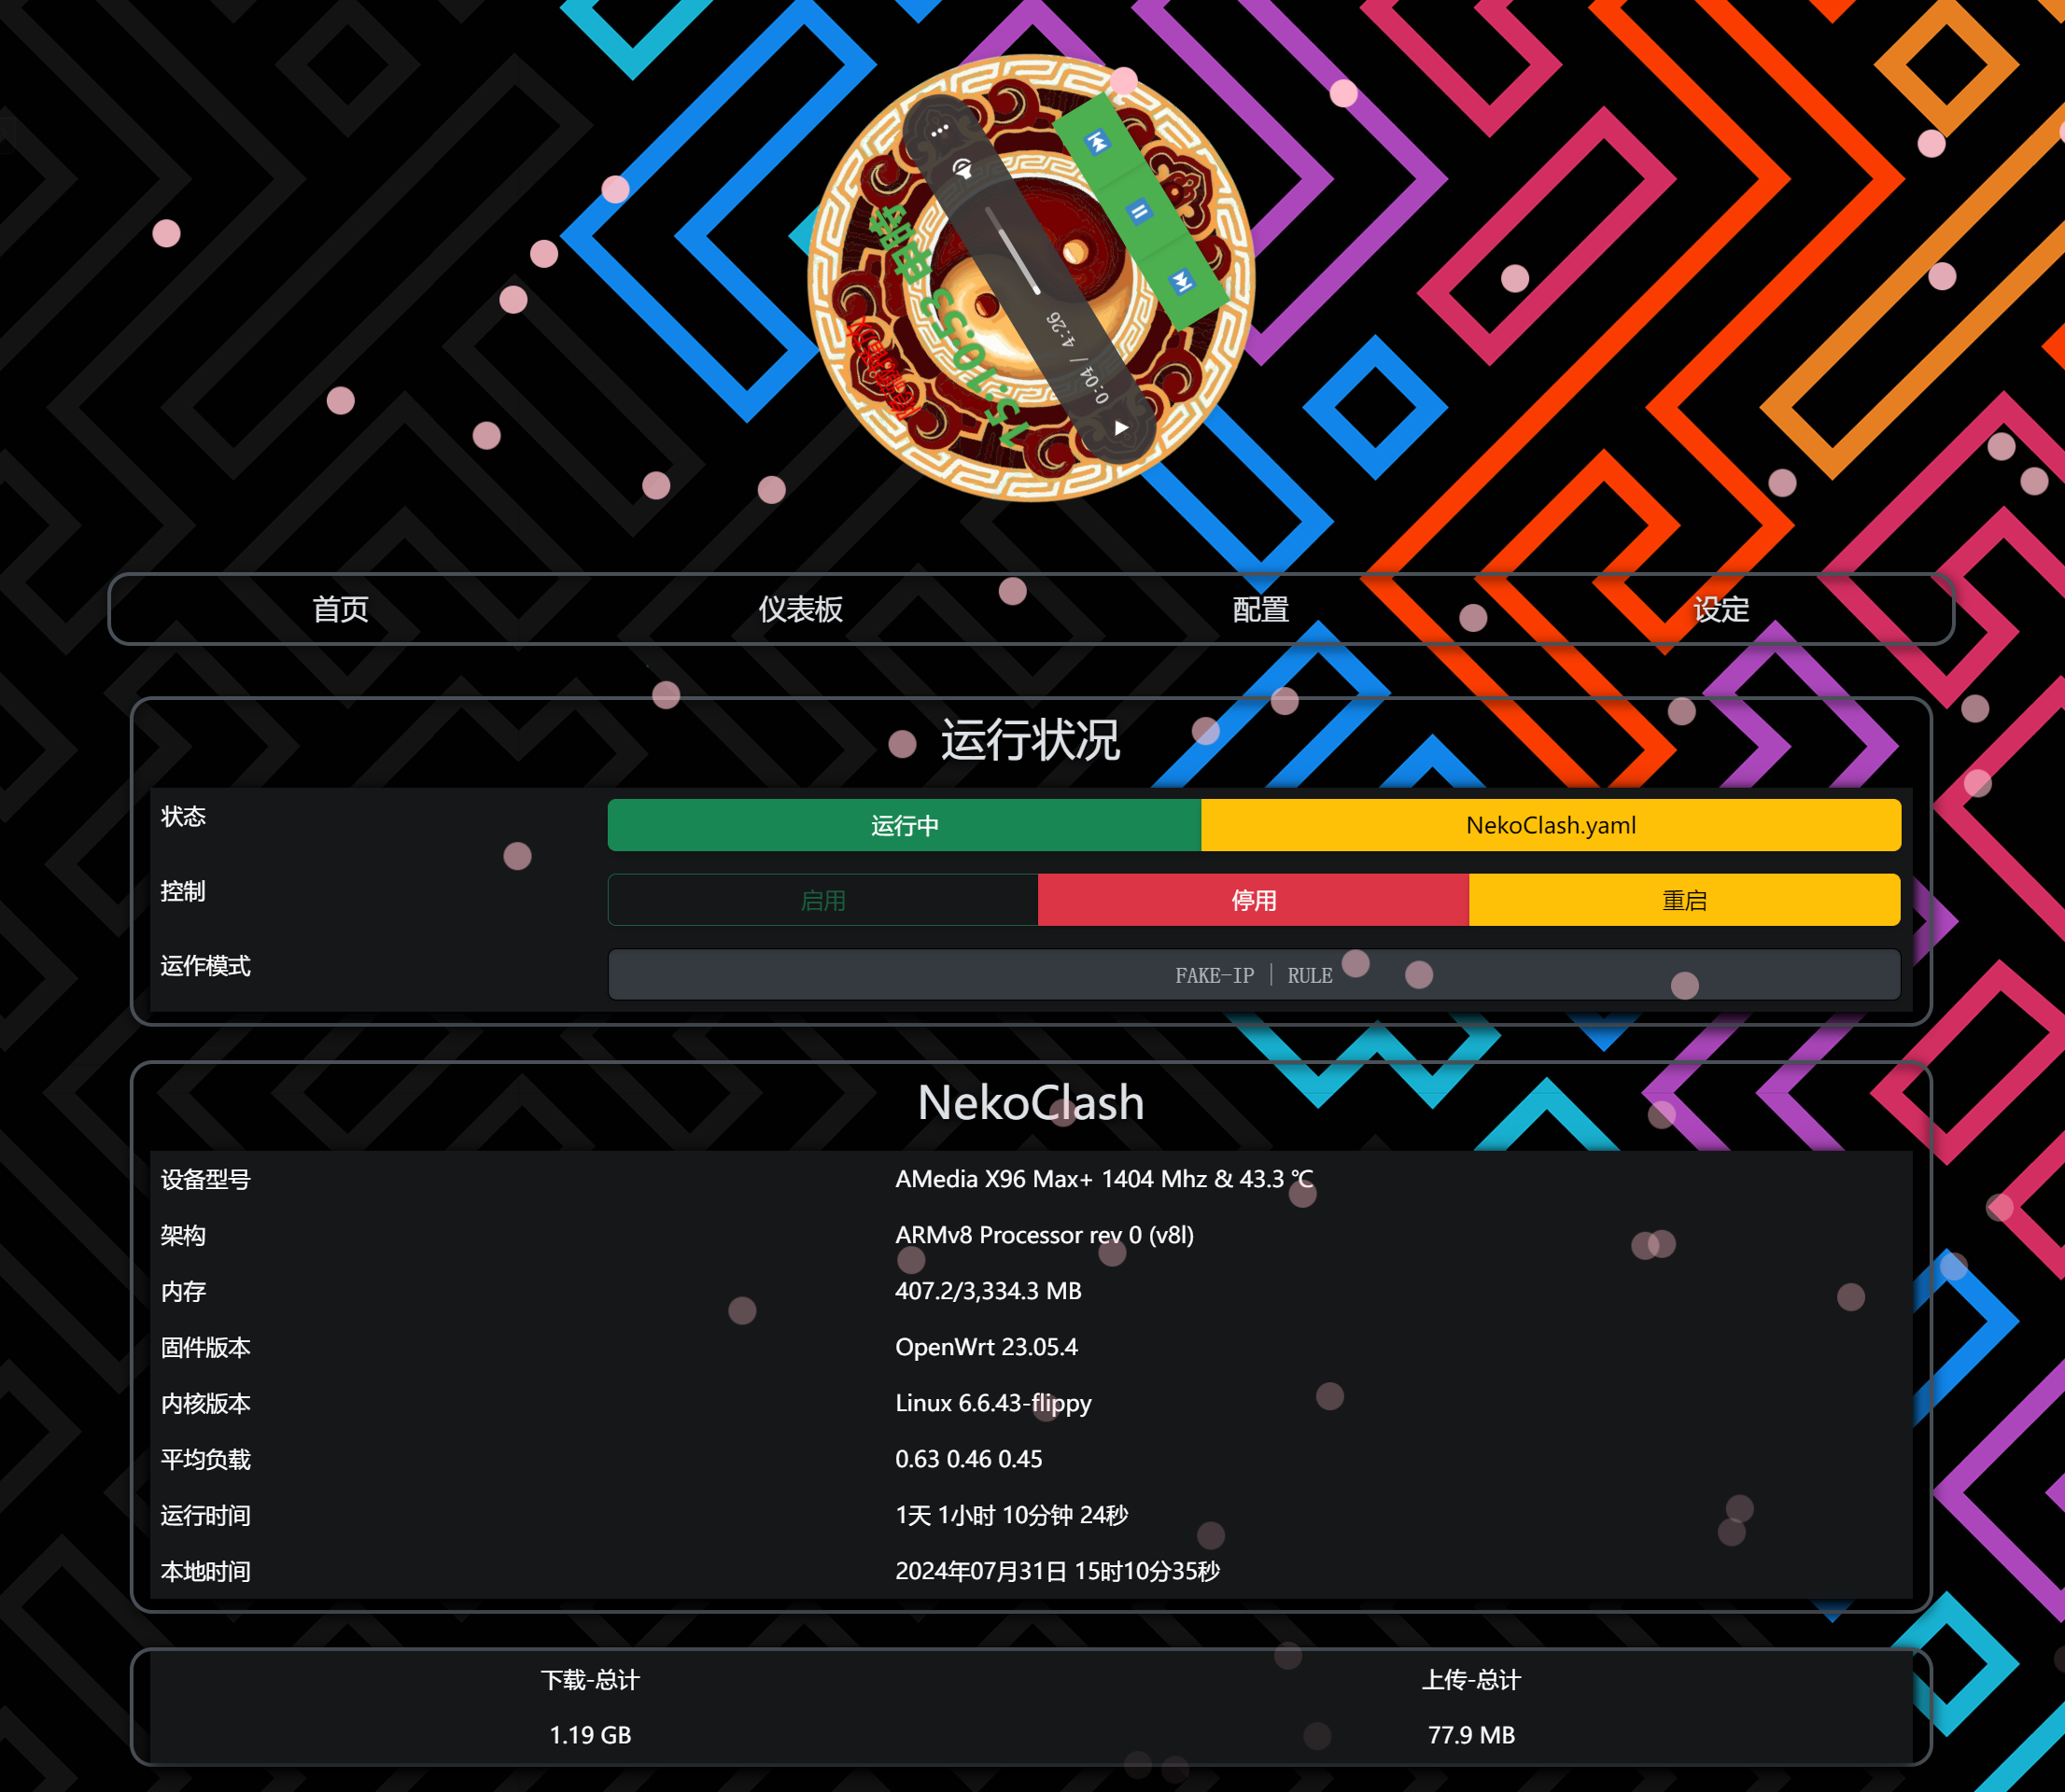 0:04 / 4:26
首页
仪表板
配置
设定
运行状况
状态
运行中
NekoClash.yaml
控制
启用
停用
重启
运作模式
FAKE-IP | RULE
NekoClash
设备型号
AMedia X96 Max+ 1404 Mhz & 43.3 ℃
架构
ARMv8 Processor rev 0 (v8l)
内存
407.2/3,334.3 MB
固件版本
OpenWrt 23.05.4
内核版本
Linux 6.6.43-flippy
平均负载
0.63 0.46 0.45
运行时间
1天 1小时 10分钟 24秒
本地时间
2024年07月31日 15时10分35秒
下载-总计
上传-总计
1.19 GB
77.9 MB